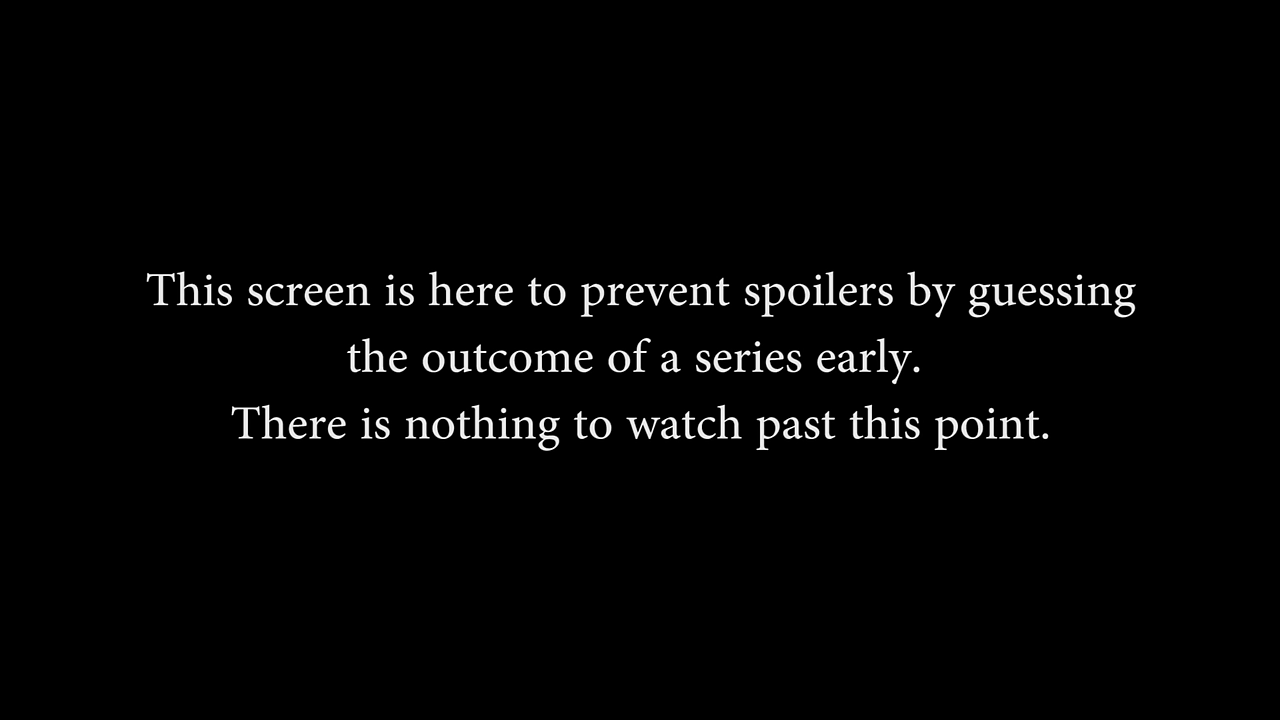 This screen is here to prevent spoilers by guessing
the outcome of a series early.
There is nothing to watch past this point.